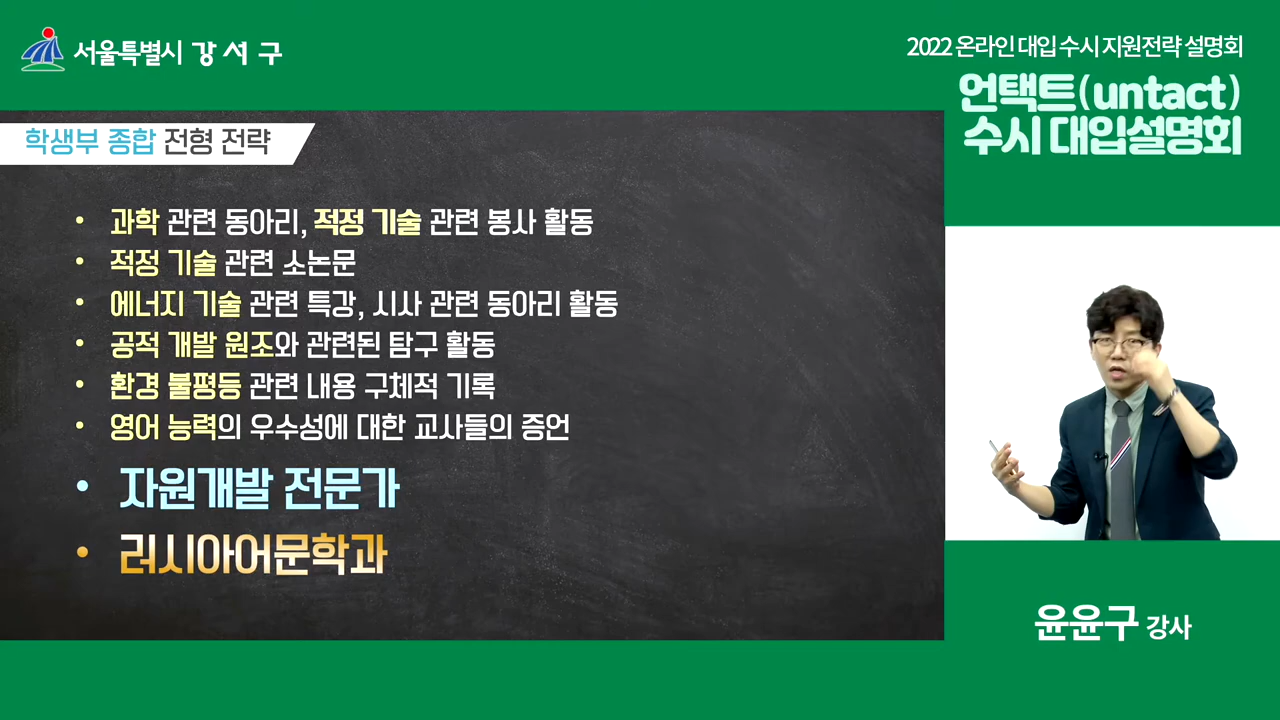 서울특별시 강서구
2022 온라인 대입 수시 지원전략 설명회
언택트(untact)
수시 대입설명회
학생부 종합 전형 전략
• 과학 관련 동아리, 적정 기술 관련 봉사 활동
• 적정 기술 관련 소논문
• 에너지 기술 관련 특강, 시사 관련 동아리 활동
• 공적 개발 원조와 관련된 탐구 활동
• 환경 불평등 관련 내용 구체적 기록
• 영어 능력의 우수성에 대한 교사들의 증언
• 자원개발 전문가
• 러시아어문학과
윤윤구 강사